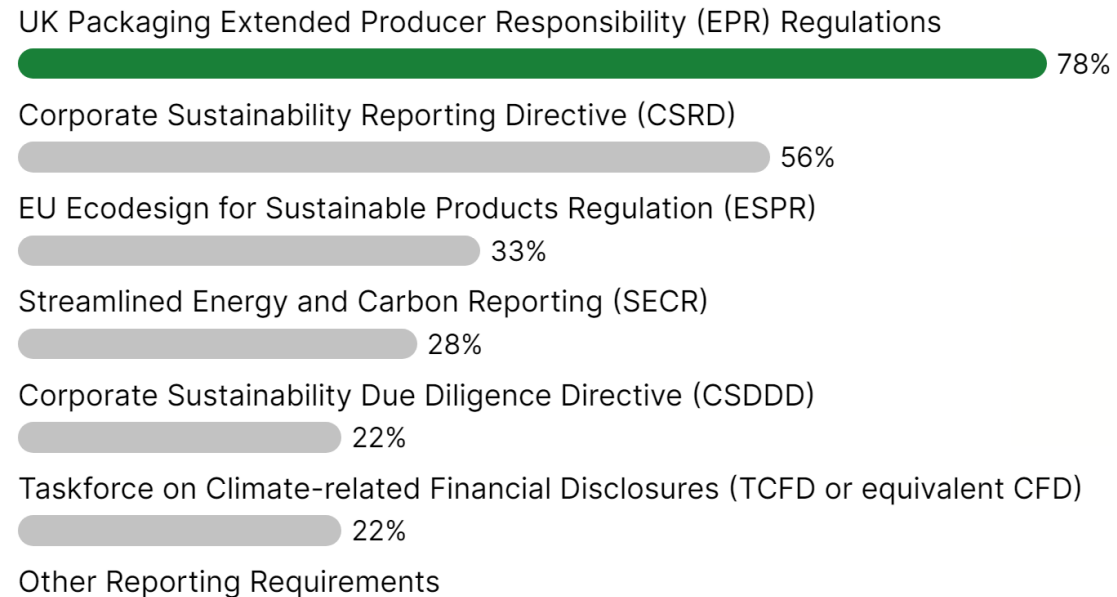 UK Packaging Extended Producer Responsibility (EPR) Regulations
78%
Corporate Sustainability Reporting Directive (CSRD)
56%
EU Ecodesign for Sustainable Products Regulation (ESPR)
33%
Streamlined Energy and Carbon Reporting (SECR)
28%
Corporate Sustainability Due Diligence Directive (CSDDD)
22%
Taskforce on Climate-related Financial Disclosures (TCFD or equivalent CFD)
22%
Other Reporting Requirements